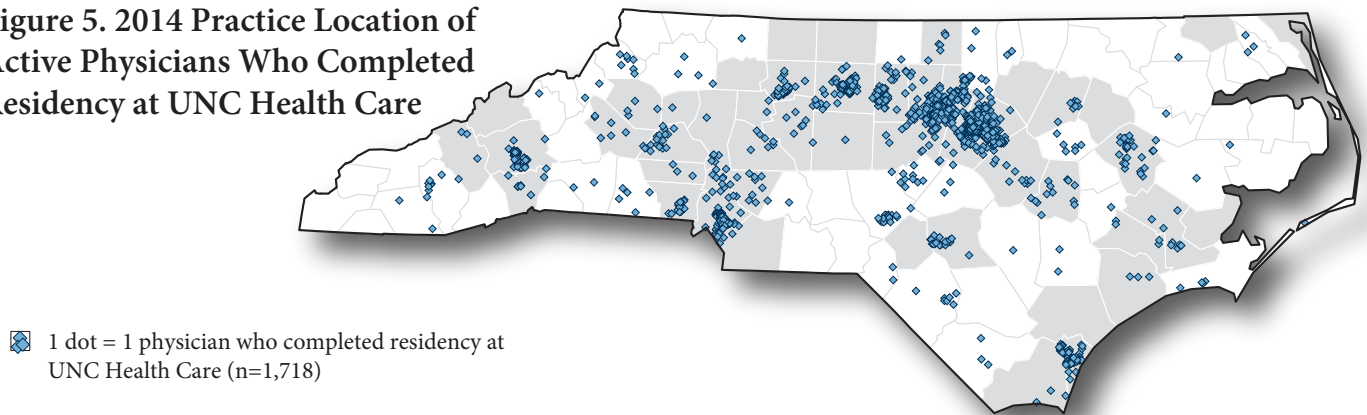 igure 5. 2014 Practice Location of
Active Physicians Who Completed
Residency at UNC Health Care
1 dot = 1 physician who completed residency at
UNC Health Care (n=1,718)